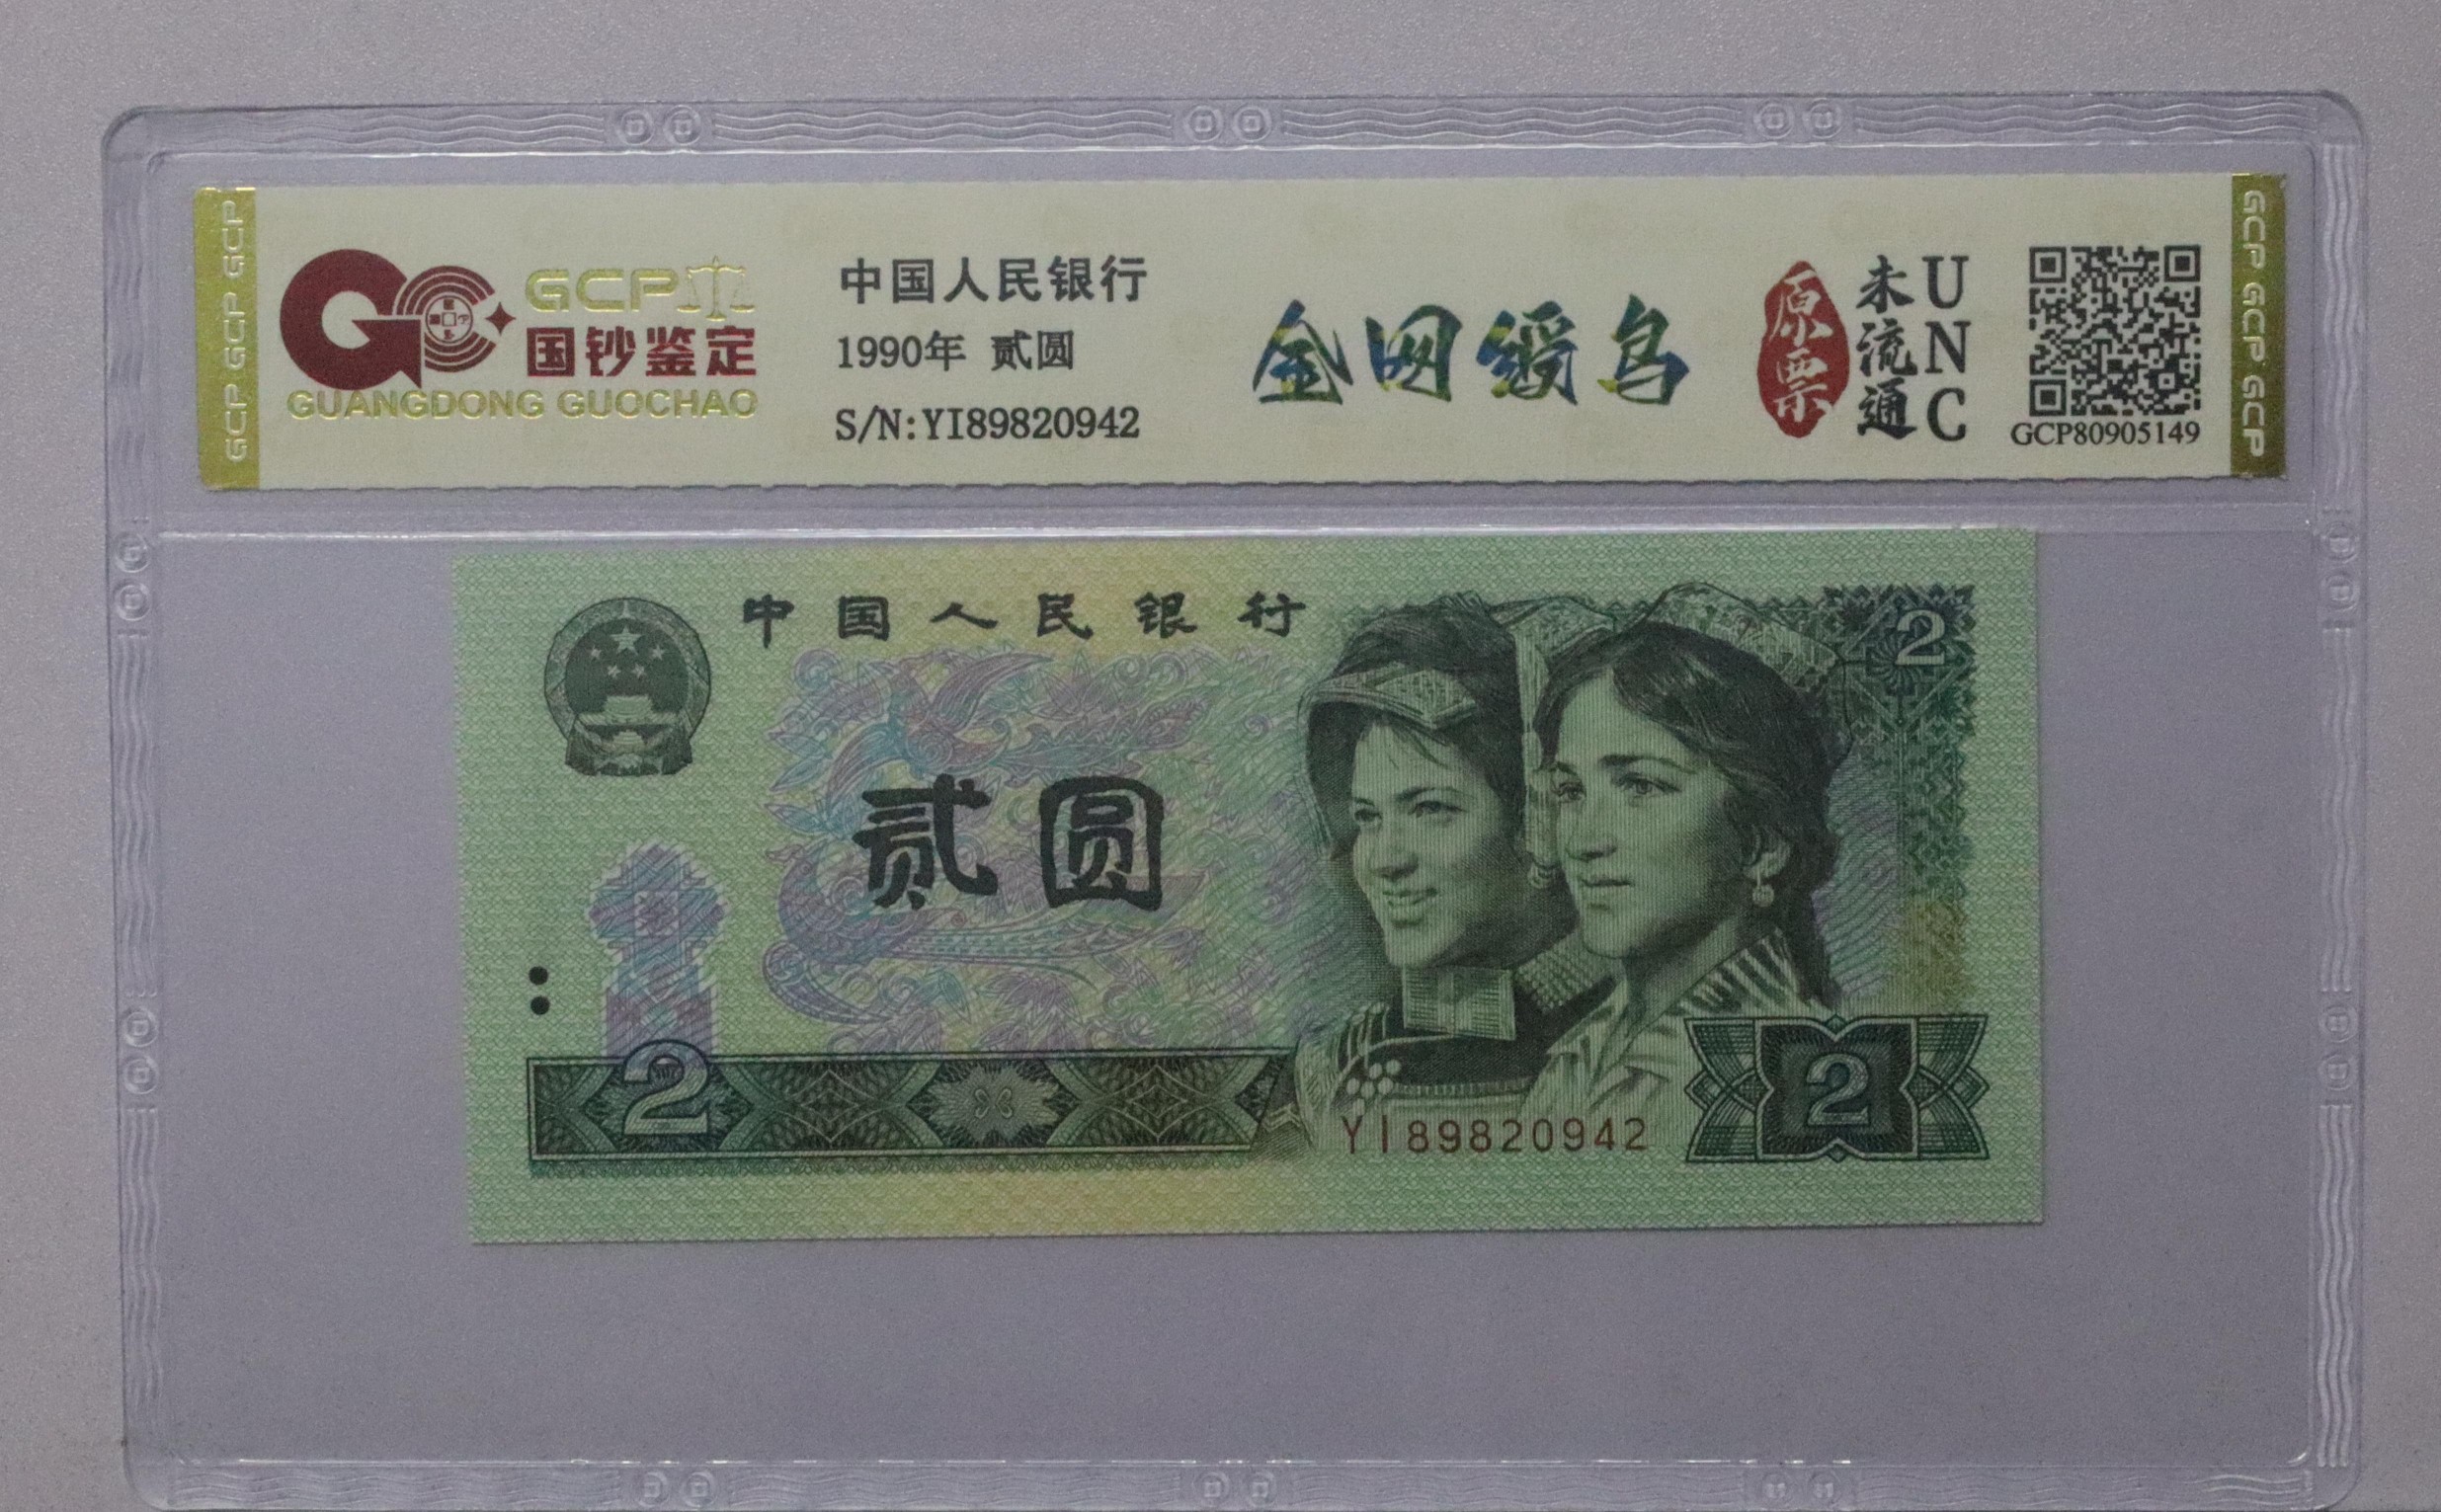 GCP GCP GCP
GCP
国钞鉴定
GUANGDONG GUOCHAO
中国人民银行
1990年 贰圆
S/N:YI89820942
金网绶鸟
原票
未流通
UNC
GCP80905149
GCP GCP GCP
中国人民银行
2
贰圆
2
YI89820942
2